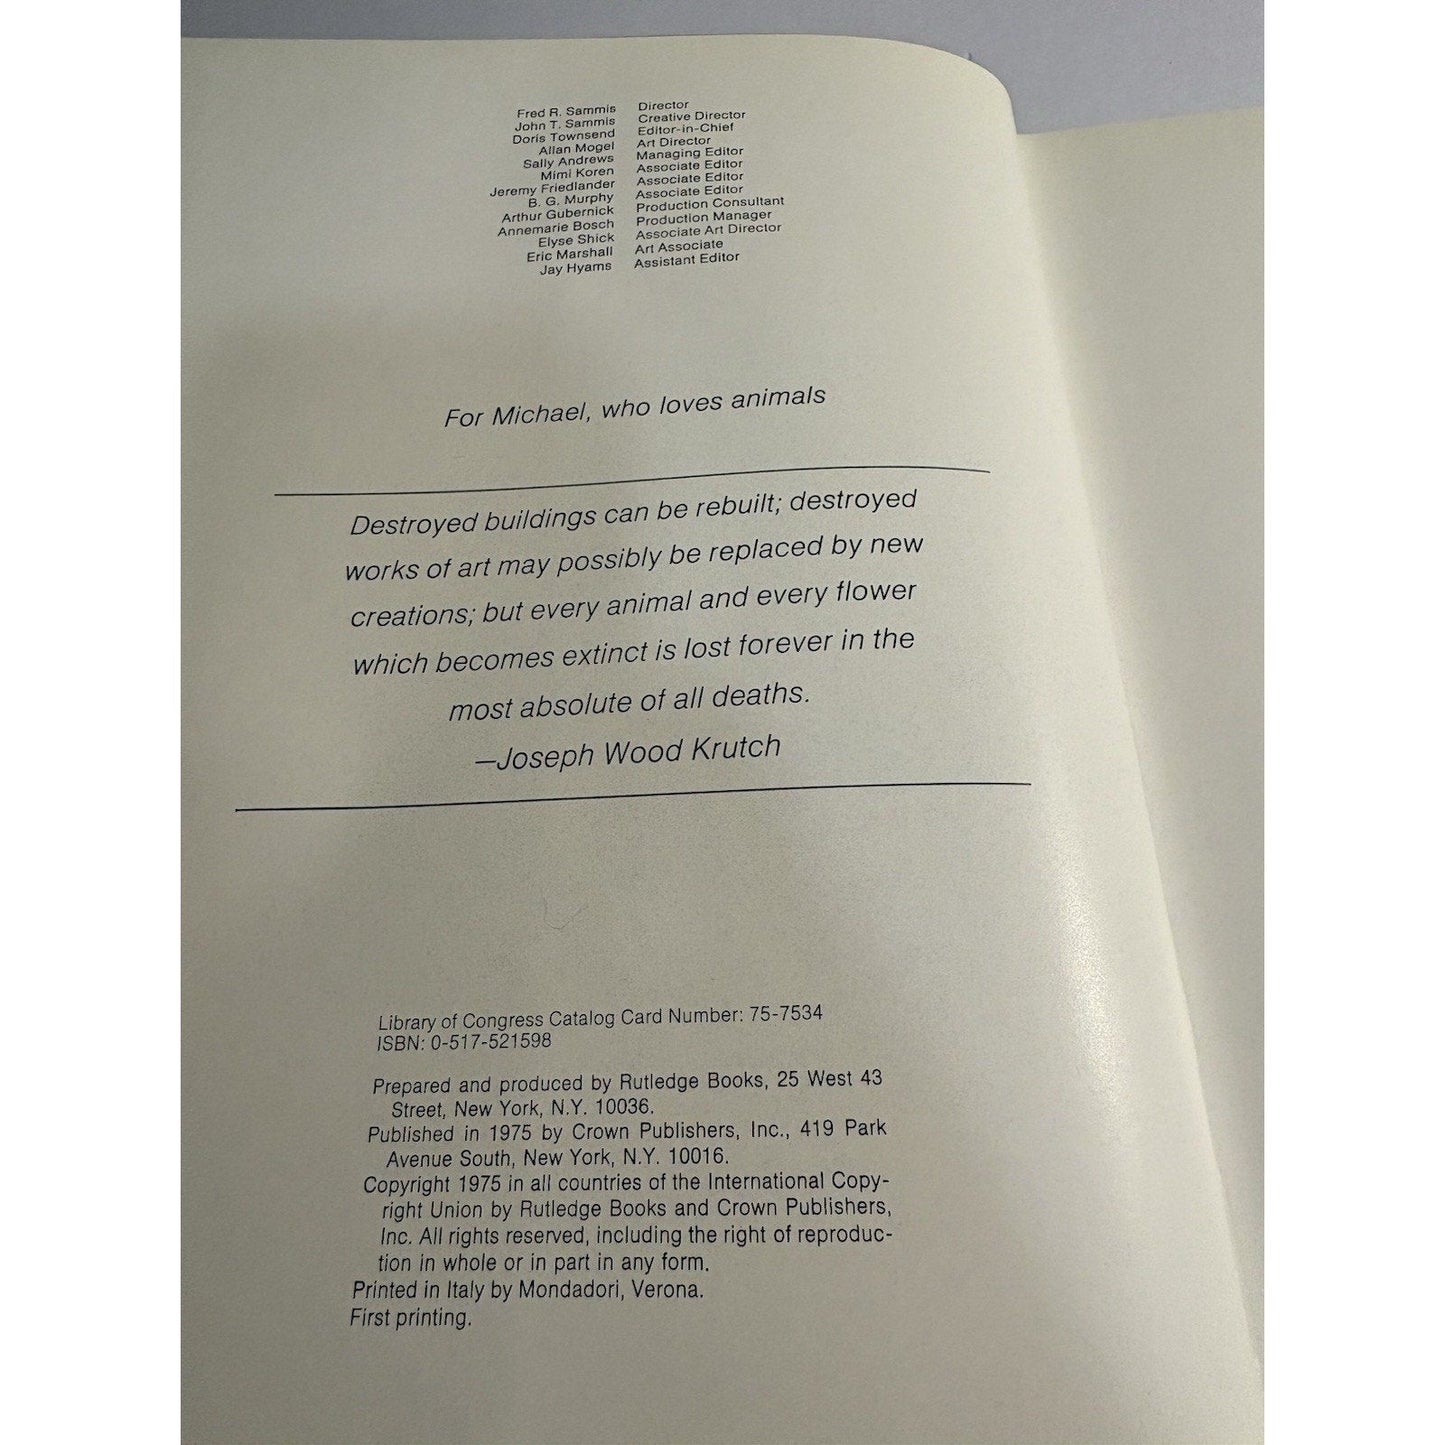 Fred R. Sammis Director
John T. Sammis Creative Director
Doris Townsend Editor-in-Chief
Allan Mogel Art Director
Sally Andrews Managing Editor
Mimi Koren Associate Editor
Jeremy Friedlander Associate Editor
B. G. Murphy Associate Editor
Arthur Gubernick Production Consultant
Annemarie Bosch Production Manager
Elyse Shick Associate Art Director
Eric Marshall Art Associate
Jay Hyams Assistant Editor
For Michael, who loves animals
Destroyed buildings can be rebuilt; destroyed
works of art may possibly be replaced by new
creations; but every animal and every flower
which becomes extinct is lost forever in the
most absolute of all deaths.
—Joseph Wood Krutch
Library of Congress Catalog Card Number: 75-7534
ISBN: 0-517-521598
Prepared and produced by Rutledge Books, 25 West 43
Street, New York, N.Y. 10036.
Published in 1975 by Crown Publishers, Inc., 419 Park
Avenue South, New York, N.Y. 10016.
Copyright 1975 in all countries of the International Copy-
right Union by Rutledge Books and Crown Publishers,
Inc. All rights reserved, including the right of reproduc-
tion in whole or in part in any form.
Printed in Italy by Mondadori, Verona.
First printing.